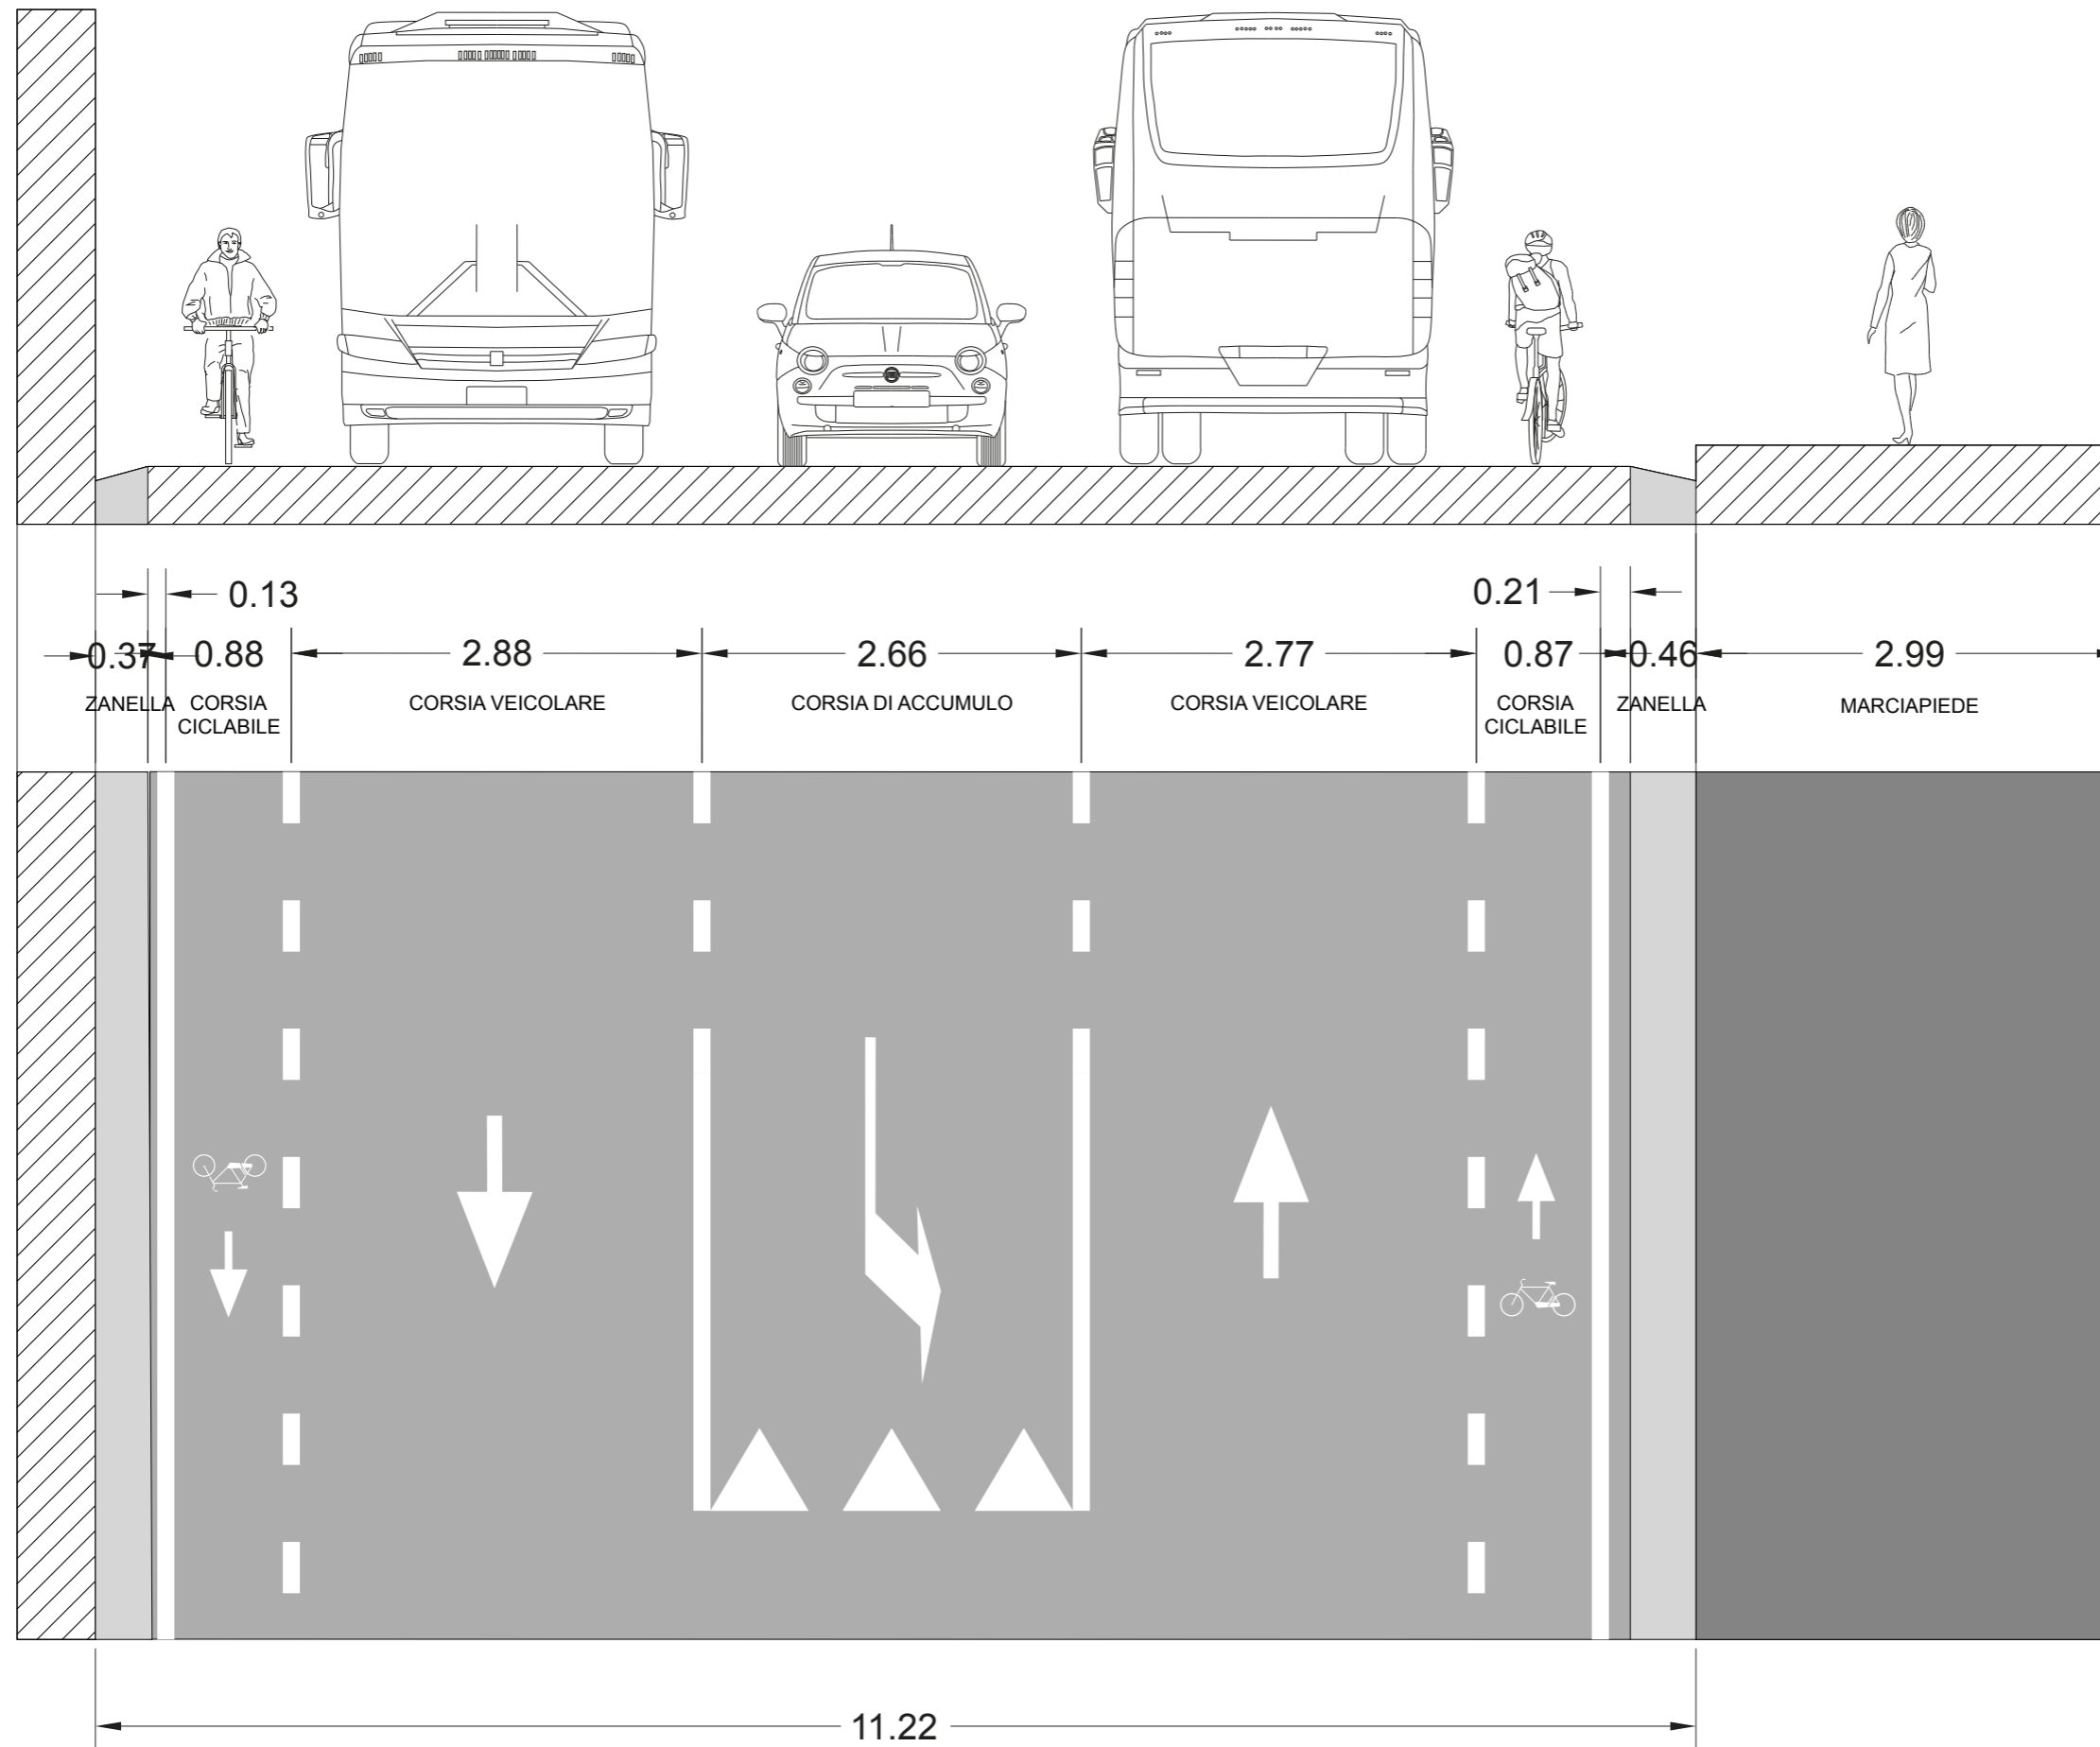 0.13
0.21
0.37
0.88
2.88
2.66
2.77
0.87
0.46
2.99
ZANELLA
CORSIA
CICLABILE
CORSIA VEICOLARE
CORSIA DI ACCUMULO
CORSIA VEICOLARE
CORSIA
CICLABILE
ZANELLA
MARCIAPIEDE
11.22